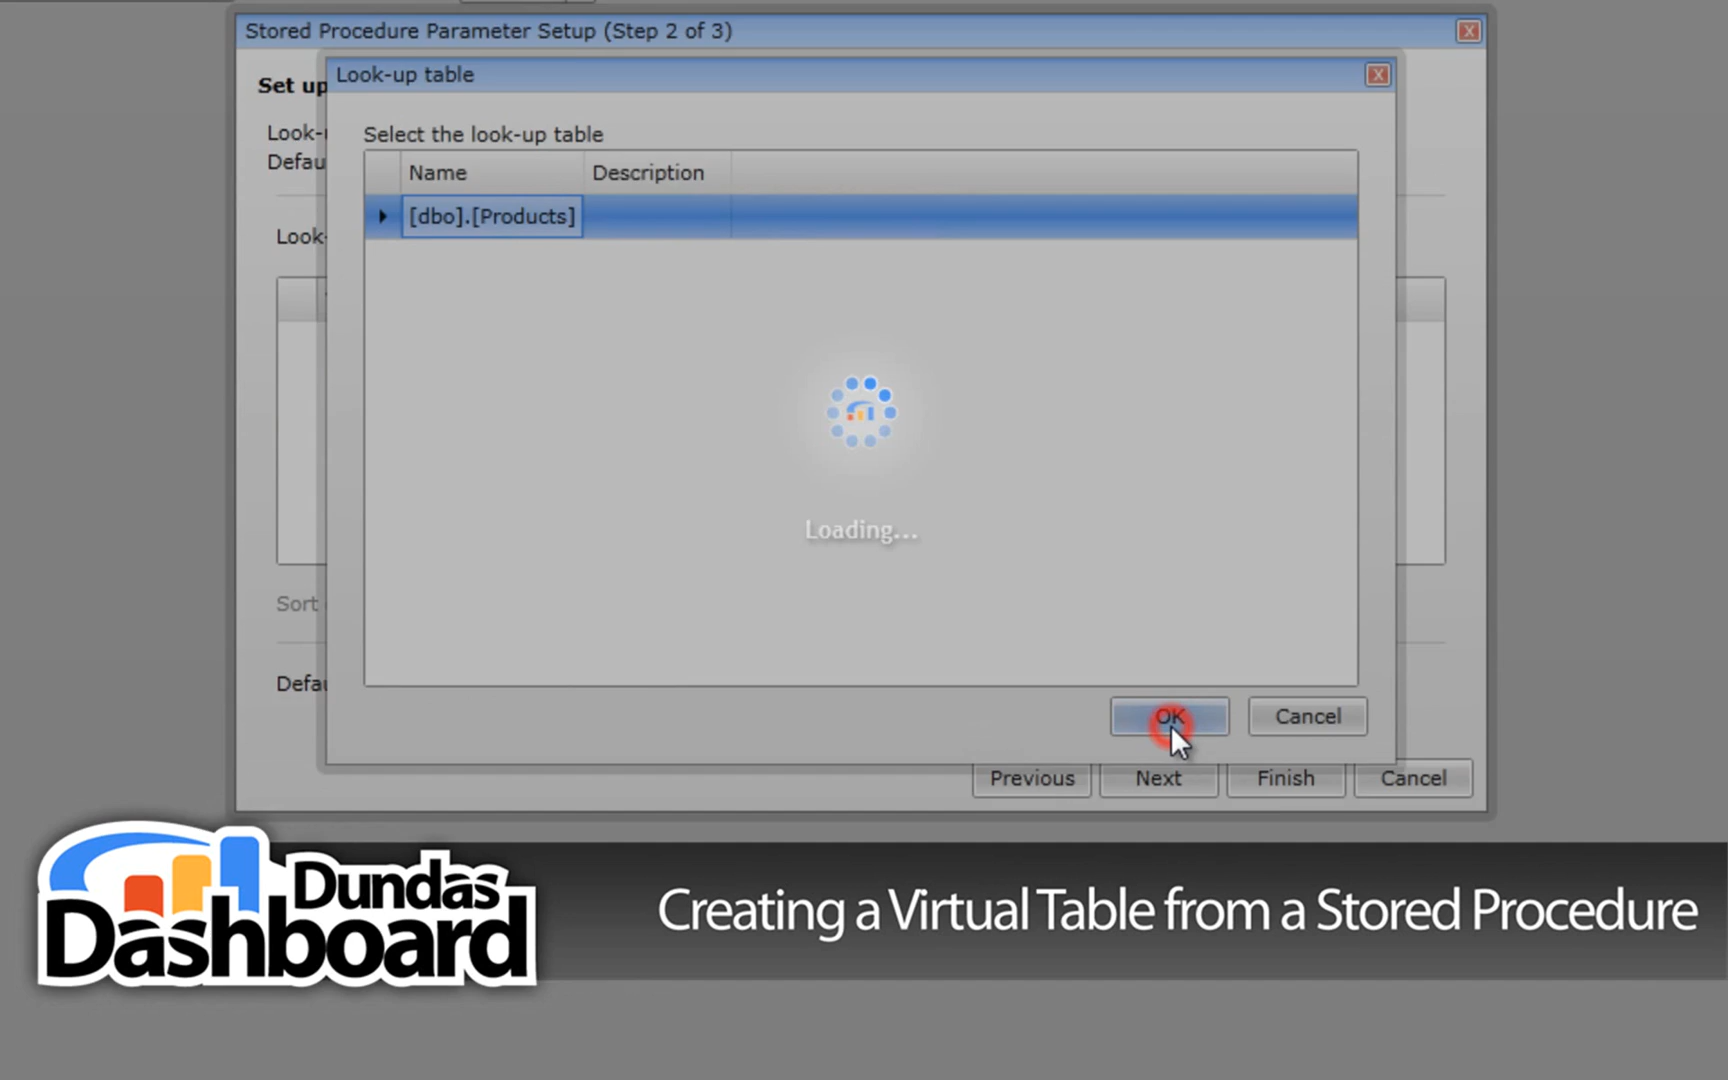 Stored Procedure Parameter Setup (Step 2 of 3)
Look-up table
Set up
Look-
Defau
Select the look-up table
Name Description
[dbo].[Products]
Look-
Loading...
Sort
Defau
OK Cancel
Previous Next Finish Cancel
Dundas
Dashboard
Creating a Virtual Table from a Stored Procedure